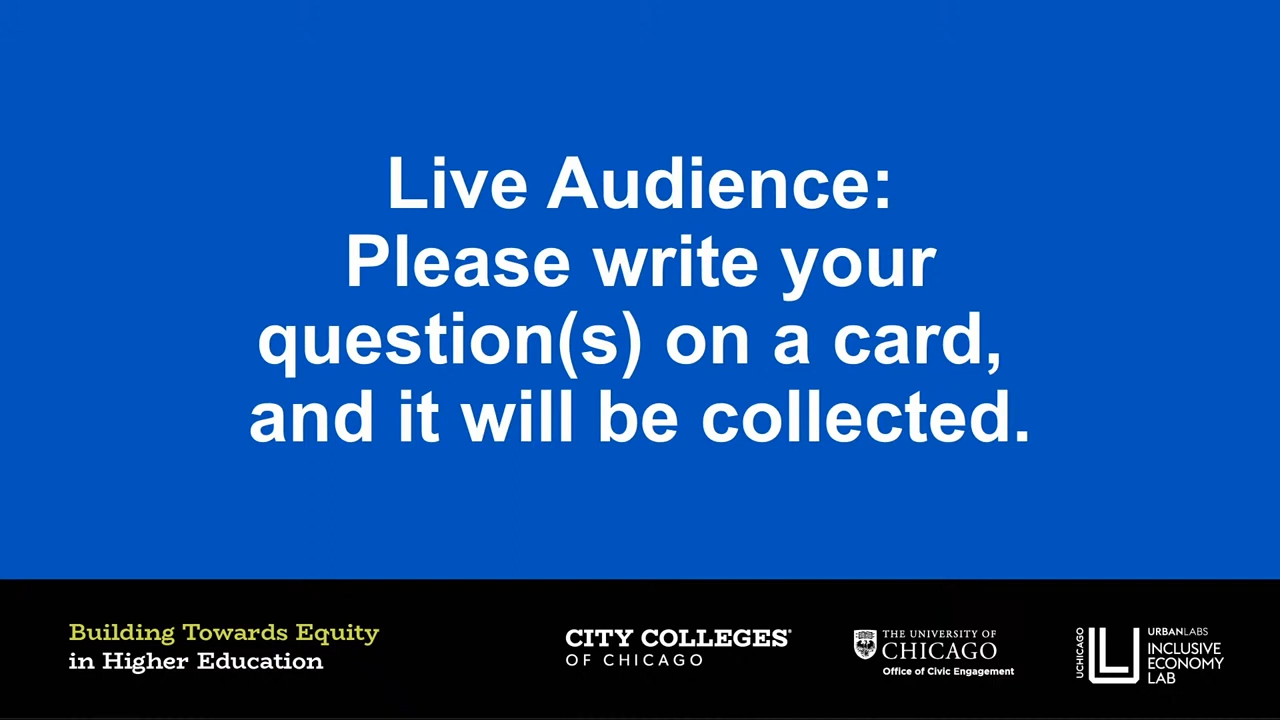 Live Audience:
Please write your
question(s) on a card,
and it will be collected.
Building Towards Equity
in Higher Education
CITY COLLEGES®
OF CHICAGO
THE UNIVERSITY OF
CHICAGO
Office of Civic Engagement
UCHICAGO
URBANLABS
INCLUSIVE
ECONOMY
LAB